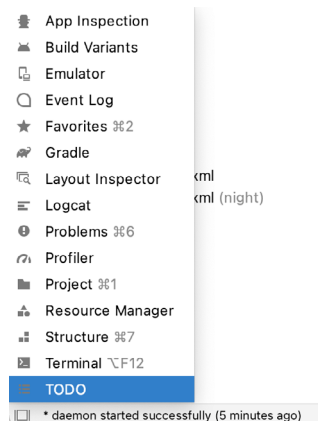 App Inspection
Build Variants
Emulator
Event Log
Favorites ⌘2
Gradle
Layout Inspector
xml
Logcat
xml (night)
Problems ⌘6
Profiler
Project ⌘1
Resource Manager
Structure ⌘7
Terminal ⌥F12
TODO
* daemon started successfully (5 minutes ago)